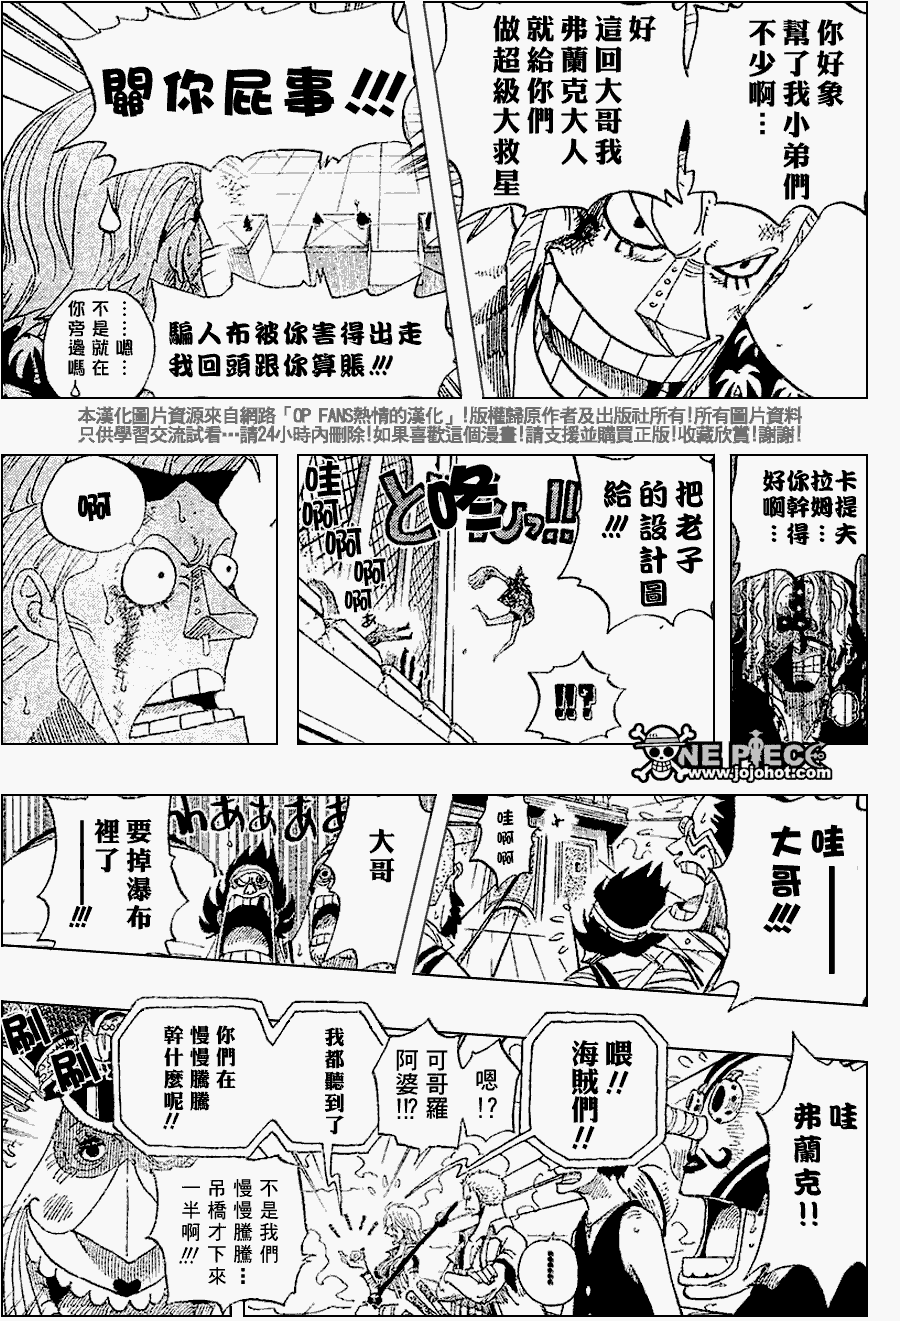 你好象
幫了我小弟們
不少啊…
好
這回大哥我
弗蘭克大人
就給你們
做超級大救星
關你屁事!!!
騙人布被你害得出走
我回頭跟你算賬!!!
……嗯…
不是就在
你旁邊嗎
本漢化圖片資源來自網路「OP FANS熱情的漢化」!版權歸原作者及出版社所有!所有圖片資料
只供學習交流試看…請24小時內刪除!如果喜歡這個漫畫!請支援並購買正版!收藏欣賞!謝謝!
卡提夫
拉姆…
你幹得
好啊…
把老子
的設計圖
給!!!
!!?
哇
啊
啊
啊
啊
ぁ
啊
ONE PIECE
www.jojohot.com
哇——
大哥!!!
哇啊啊
大哥
要掉瀑布
裡了——!!!
ああああ
哇
弗蘭克!!
喂!!
海賊們!!
嗯!?
可哥羅
阿婆!!?
我都聽到了
你們在
慢慢騰騰
幹什麼呢!!
不是我們
慢慢騰騰…
吊橋才下來
一半啊!!!
刷
刷